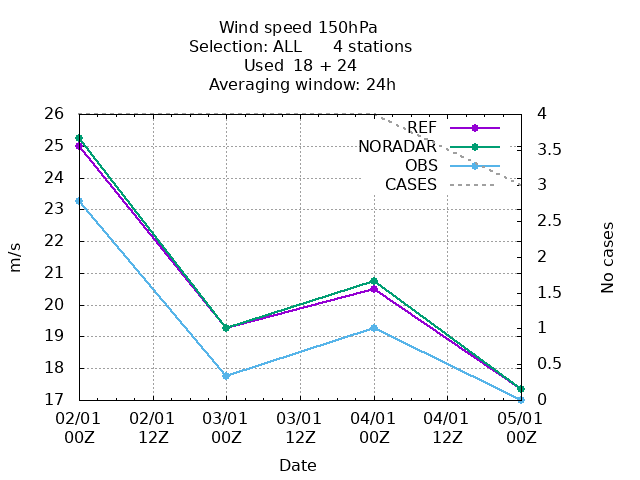 Wind speed 150hPa
Selection: ALL      4 stations
Used  18 + 24
Averaging window: 24h
26
25
24
23
22
21
20
19
18
17
m/s
4
3.5
3
2.5
2
1.5
1
0.5
0
No cases
REF
NORADAR
OBS
CASES
02/01 02/01 03/01 03/01 04/01 04/01 05/01
00Z 12Z 00Z 12Z 00Z 12Z 00Z
Date